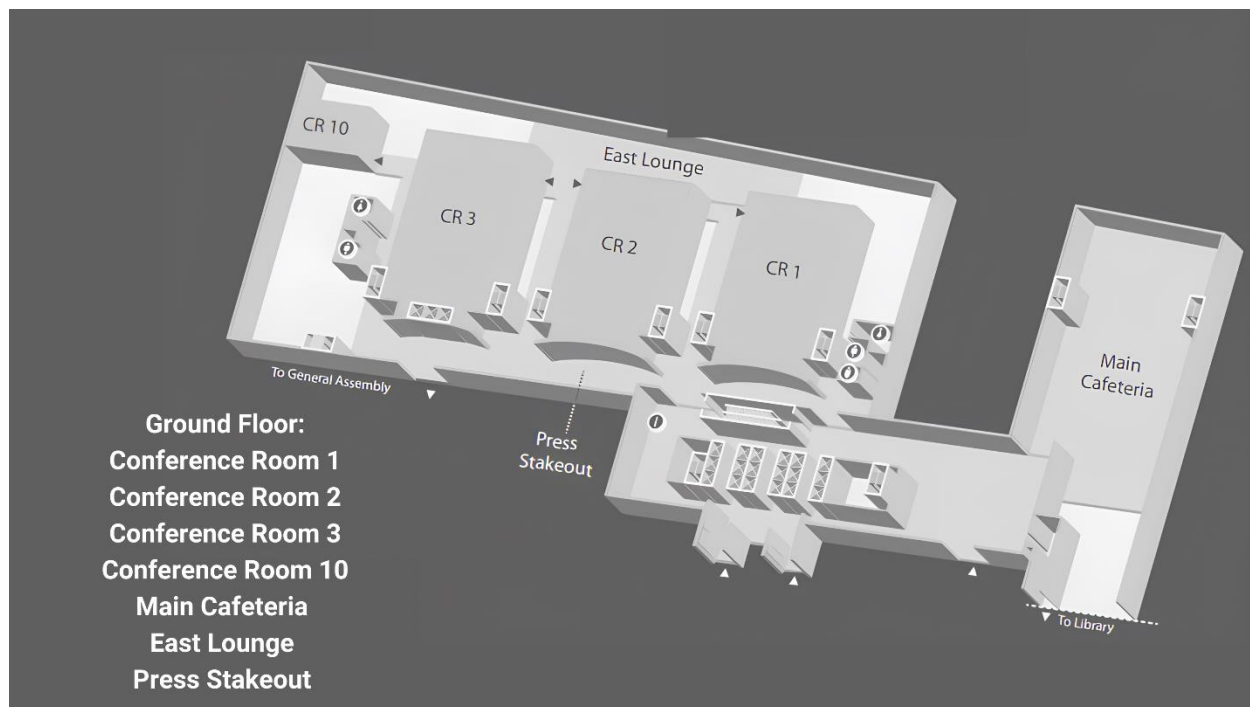 CR 10
East Lounge
CR 3
CR 2
CR 1
Main
Cafeteria
To General Assembly
Press
Stakeout
To Library
Ground Floor:
Conference Room 1
Conference Room 2
Conference Room 3
Conference Room 10
Main Cafeteria
East Lounge
Press Stakeout